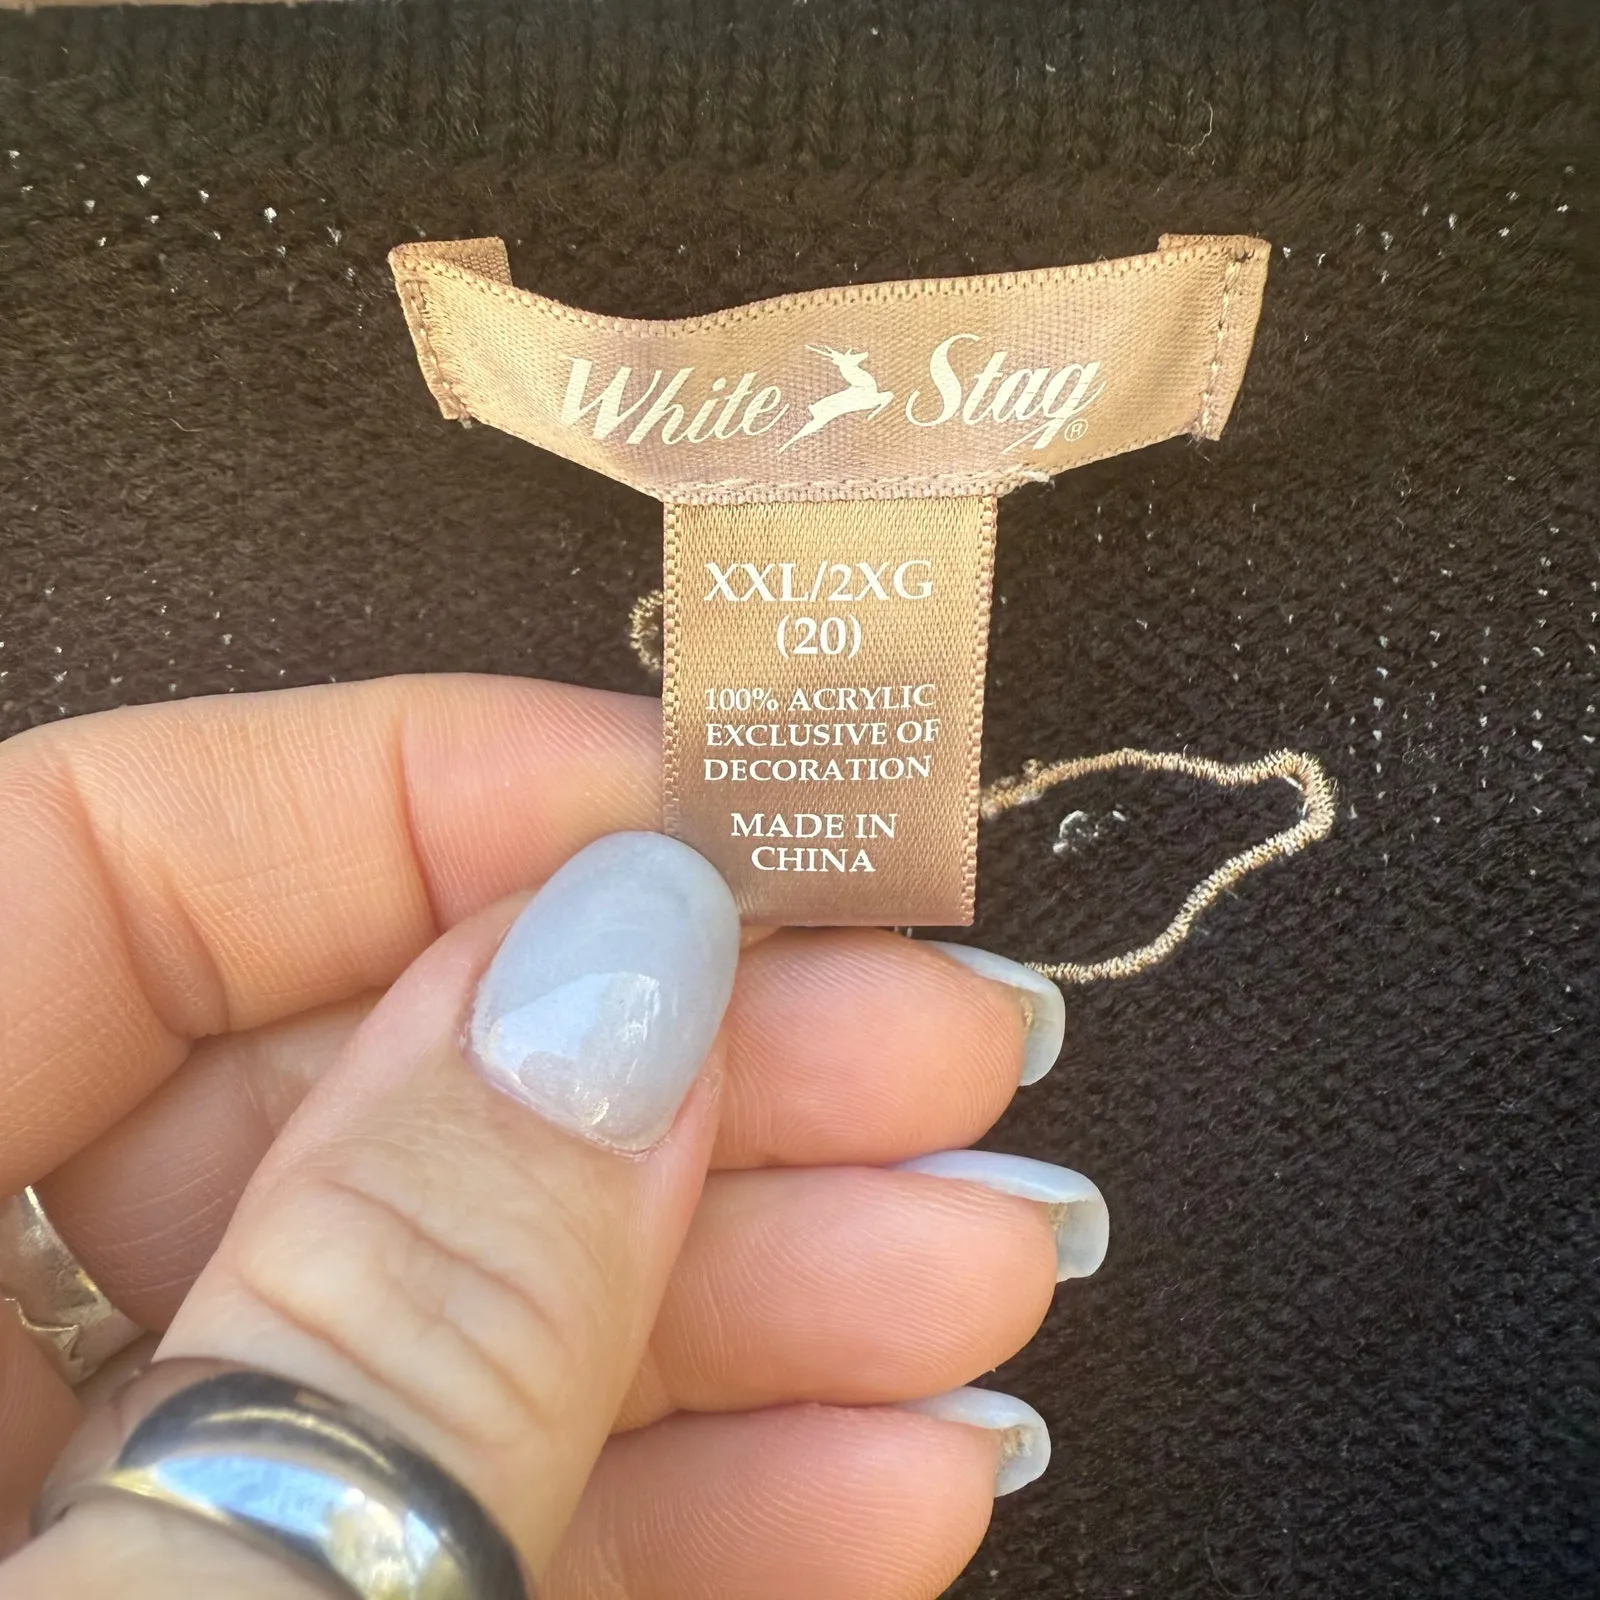 White Stag®
XXL/2XG
(20)
100% ACRYLIC
EXCLUSIVE OF
DECORATION
MADE IN
CHINA